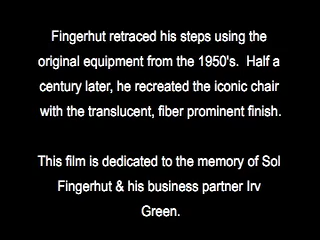 Fingerhut retraced his steps using the
original equipment from the 1950's.  Half a
century later, he recreated the iconic chair
with the translucent, fiber prominent finish.
This film is dedicated to the memory of Sol
Fingerhut & his business partner Irv
Green.